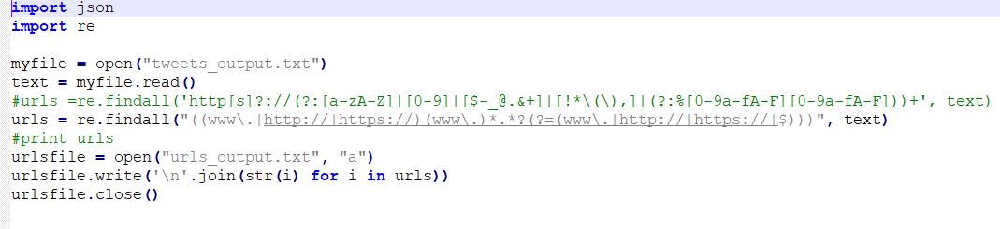 import json
import re
myfile = open("tweets_output.txt")
text = myfile.read()
#urls =re.findall('http[s]?://(?:[a-zA-Z]|[0-9]|[$-_@.&+]|[!*\(\),]|(?:%[0-9a-fA-F][0-9a-fA-F]))+', text)
urls = re.findall("((www\.|http://|https://)(www\.)*.*?(?=(www\.|http://|https://|$)))", text)
#print urls
urlsfile = open("urls_output.txt", "a")
urlsfile.write('\n'.join(str(i) for i in urls))
urlsfile.close()